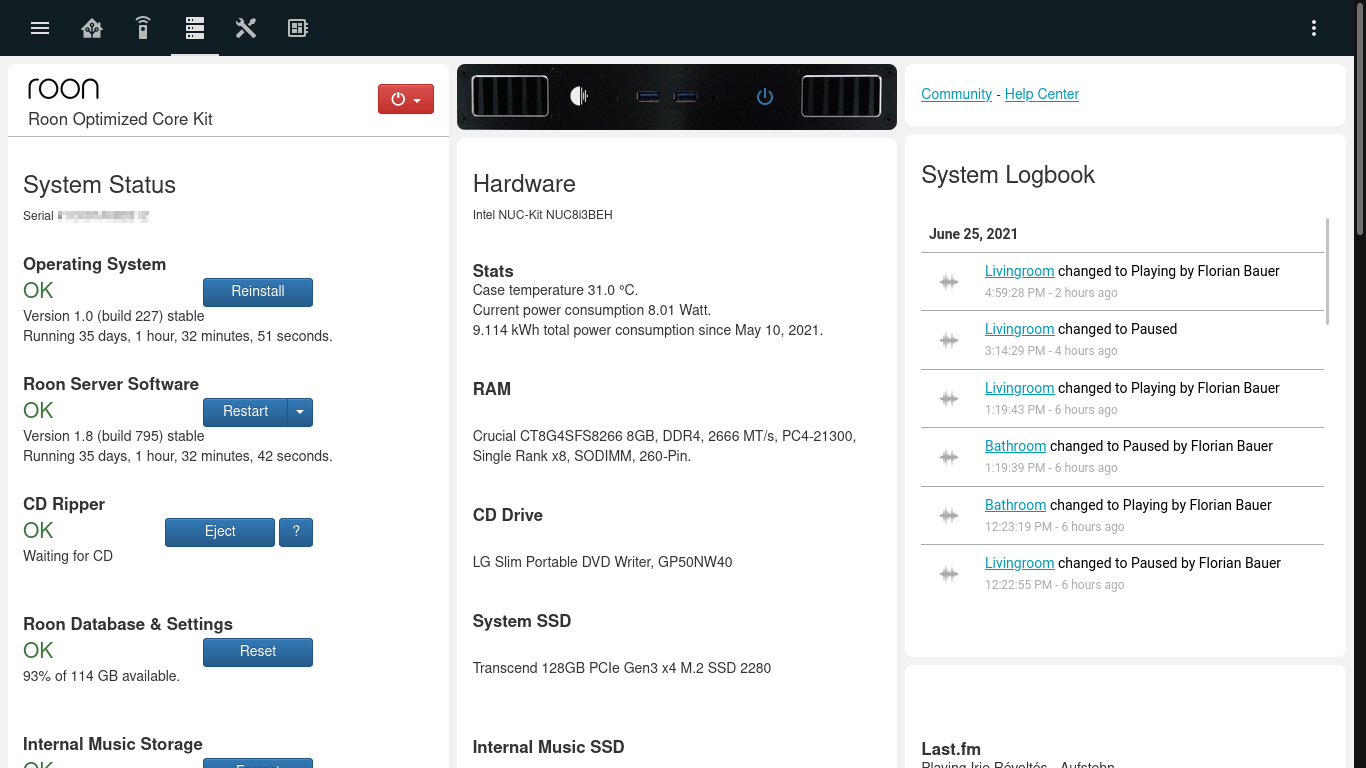 roon
Roon Optimized Core Kit
System Status
Serial
Operating System
OK
Reinstall
Version 1.0 (build 227) stable
Running 35 days, 1 hour, 32 minutes, 51 seconds.
Roon Server Software
OK
Restart
Version 1.8 (build 795) stable
Running 35 days, 1 hour, 32 minutes, 42 seconds.
CD Ripper
OK
Eject
?
Waiting for CD
Roon Database & Settings
OK
Reset
93% of 114 GB available.
Internal Music Storage
OK
Hardware
Intel NUC-Kit NUC8i3BEH
Stats
Case temperature 31.0 °C.
Current power consumption 8.01 Watt.
9.114 kWh total power consumption since May 10, 2021.
RAM
Crucial CT8G4SFS8266 8GB, DDR4, 2666 MT/s, PC4-21300,
Single Rank x8, SODIMM, 260-Pin.
CD Drive
LG Slim Portable DVD Writer, GP50NW40
System SSD
Transcend 128GB PCIe Gen3 x4 M.2 SSD 2280
Internal Music SSD
Community - Help Center
System Logbook
June 25, 2021
Livingroom changed to Playing by Florian Bauer
4:59:28 PM - 2 hours ago
Livingroom changed to Paused
3:14:29 PM - 4 hours ago
Livingroom changed to Playing by Florian Bauer
1:19:43 PM - 6 hours ago
Bathroom changed to Paused by Florian Bauer
1:19:39 PM - 6 hours ago
Bathroom changed to Playing by Florian Bauer
12:23:19 PM - 6 hours ago
Livingroom changed to Paused by Florian Bauer
12:22:55 PM - 6 hours ago
Last.fm
Playing Irie Révoltés - Aufstehn